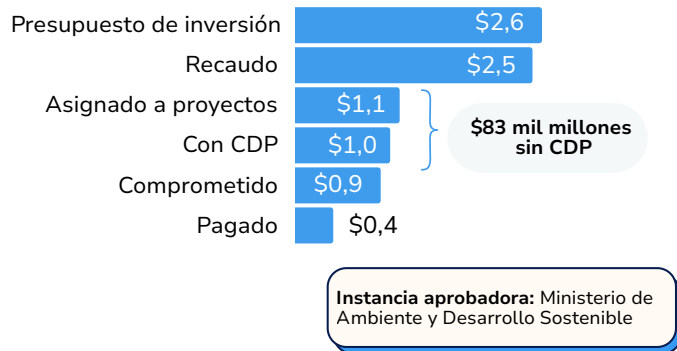 Presupuesto de inversión $2,6
Recaudo $2,5
Asignado a proyectos $1,1
Con CDP $1,0
$83 mil millones
sin CDP
Comprometido $0,9
Pagado $0,4
Instancia aprobadora: Ministerio de
Ambiente y Desarrollo Sostenible